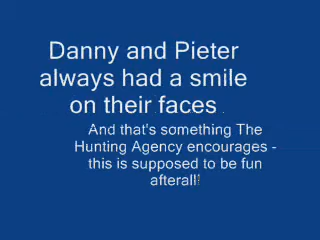 Danny and Pieter
always had a smile
on their faces
And that's something The
Hunting Agency encourages -
this is supposed to be fun
afterall!